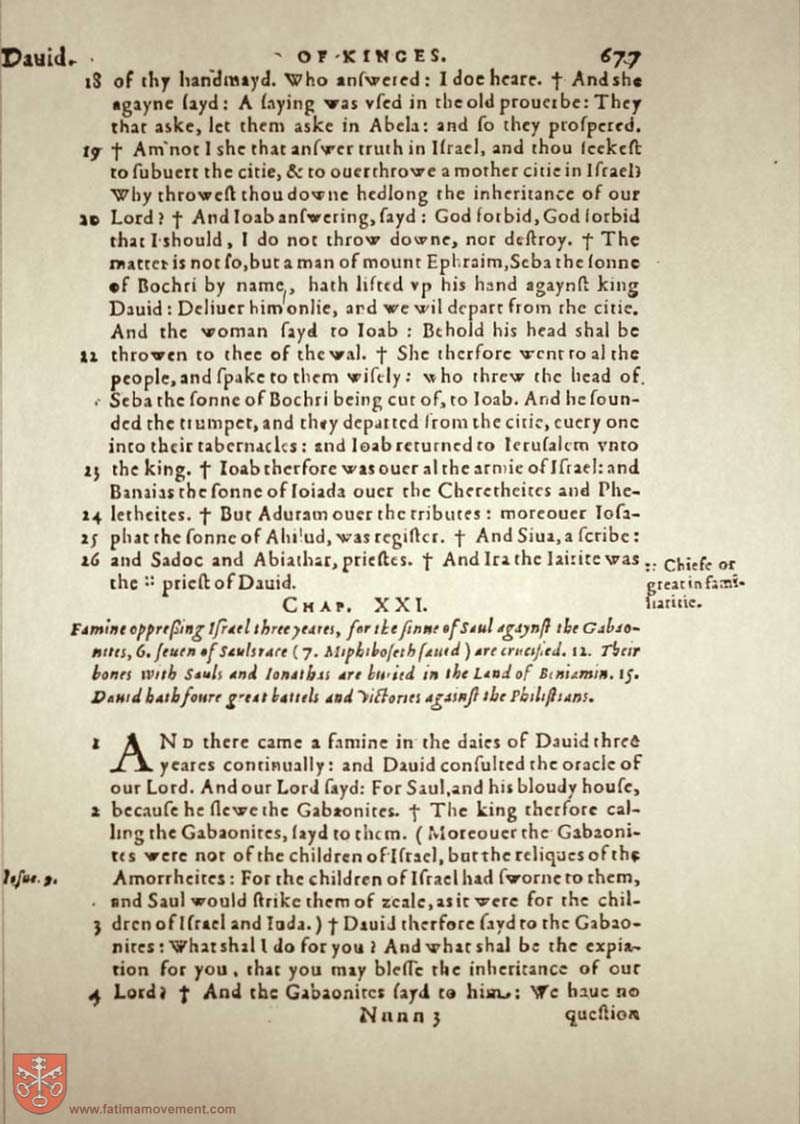 Dauid. OF KINGES. 677
18 of thy handmayd. Who anſwered: I doe heare. † And she
agayne ſayd: A ſaying was vſed in the old prouerbe: They
that aske, let them aske in Abela: and ſo they proſpered.
19 † Am not I she that anſwer truth in Iſrael, and thou ſeekeſt
to ſubuert the citie, & to ouerthrowe a mother citie in Iſrael?
Why throweſt thou downe hedlong the inheritance of our
20 Lord? † And Ioab anſwering, ſayd: God forbid, God forbid
that I should, I do not throw downe, nor deſtroy. † The
matter is not ſo, but a man of mount Ephraim, Seba the ſonne
of Bochri by name, hath lifted vp his hand agaynſt king
Dauid: Deliuer him onlie, and we wil depart from the citie.
And the woman ſayd to Ioab: Behold his head shal be
22 throwen to thee of the wal. † She therfore went to al the
people, and ſpake to them wiſely: who threw the head of
Seba the ſonne of Bochri being cut of, to Ioab. And he ſoun-
ded the trumpet, and they departed from the citie, euery one
into their tabernacles: and Ioab returned to Ieruſalem vnto
23 the king. † Ioab therfore was ouer al the armie of Iſrael: and
Banaias the ſonne of Ioiada ouer the Cheretheites and Phe-
24 letheites. † But Aduram ouer the tributes: moreouer Ioſa-
25 phat the ſonne of Ahilud, was regiſter. † And Siua, a ſcribe:
26 and Sadoc and Abiathar, prieſtes. † And Ira the Iairite was
the :: prieſt of Dauid.
:: Chiefe or
great in fami-
liaritie.
CHAP. XXI.
Famine oppreſsing Iſrael three yeares, for the ſinne of Saul agaynſt the Gabao-
nites, 6. ſeuen of Sauls race (7. Miphiboſeth ſaued) are crucified. 12. Their
bones with Sauls and Ionathas are buried in the Land of Beniamin. 15.
Dauid hath foure great battels and victories againſt the Philiſtians.
1 AND there came a famine in the daies of Dauid three
yeares continually: and Dauid conſulted the oracle of
our Lord. And our Lord ſayd: For Saul, and his bloudy houſe,
2 becauſe he ſlewe the Gabaonites. † The king therfore cal-
ling the Gabaonites, ſayd to them. (Moreouer the Gabaoni-
tes were not of the children of Iſrael, but the reliques of the
Ioſue. 9. Amorrheites: For the children of Iſrael had ſworne to them,
and Saul would ſtrike them of zeale, as it were for the chil-
3 dren of Iſrael and Iuda.) † Dauid therfore ſayd to the Gabao-
nites: What shal I do for you? And what shal be the expia-
tion for you, that you may bleſſe the inheritance of our
4 Lord? † And the Gabaonites ſayd to him: We haue no
Nnnn 3 queſtion
www.fatimamovement.com